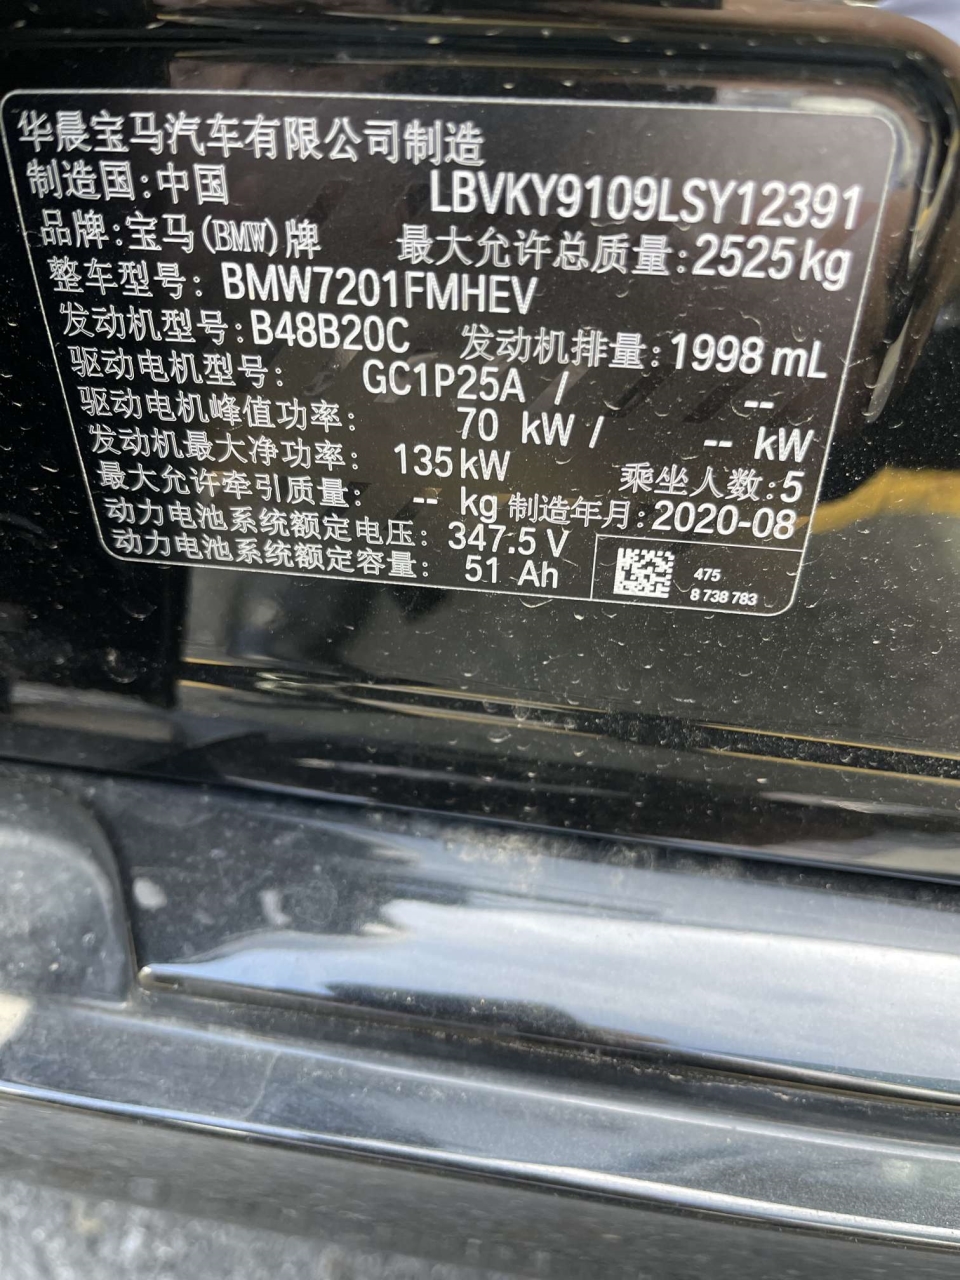 华晨宝马汽车有限公司制造
制造国:中国 LBVKY9109LSY12391
品牌:宝马(BMW)牌 最大允许总质量:2525kg
整车型号: BMW7201FMHEV
发动机型号:B48B20C 发动机排量:1998 mL
驱动电机型号: GC1P25A / --
驱动电机峰值功率: 70 kW / -- kW
发动机最大净功率: 135kW 乘坐人数:5
最大允许牵引质量: -- kg 制造年月:2020-08
动力电池系统额定电压: 347.5 V
动力电池系统额定容量: 51 Ah
475
8 738 783